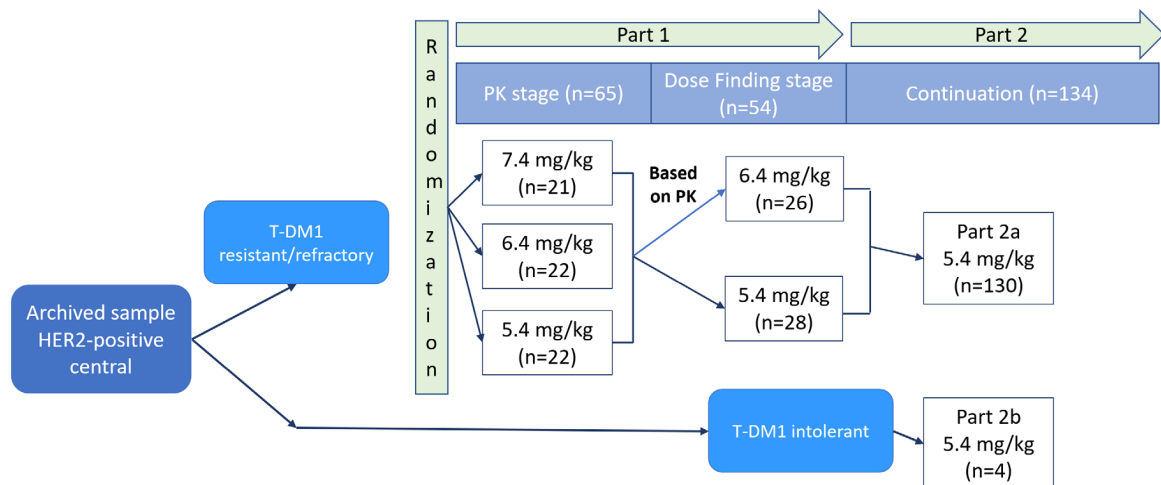 Part 1
Part 2
Randomization
PK stage (n=65)
Dose Finding stage
(n=54)
Continuation (n=134)
7.4 mg/kg
(n=21)
Based
on PK
6.4 mg/kg
(n=26)
T-DM1
resistant/refractory
6.4 mg/kg
(n=22)
Part 2a
5.4 mg/kg
(n=130)
Archived sample
HER2-positive
central
5.4 mg/kg
(n=22)
5.4 mg/kg
(n=28)
T-DM1 intolerant
Part 2b
5.4 mg/kg
(n=4)